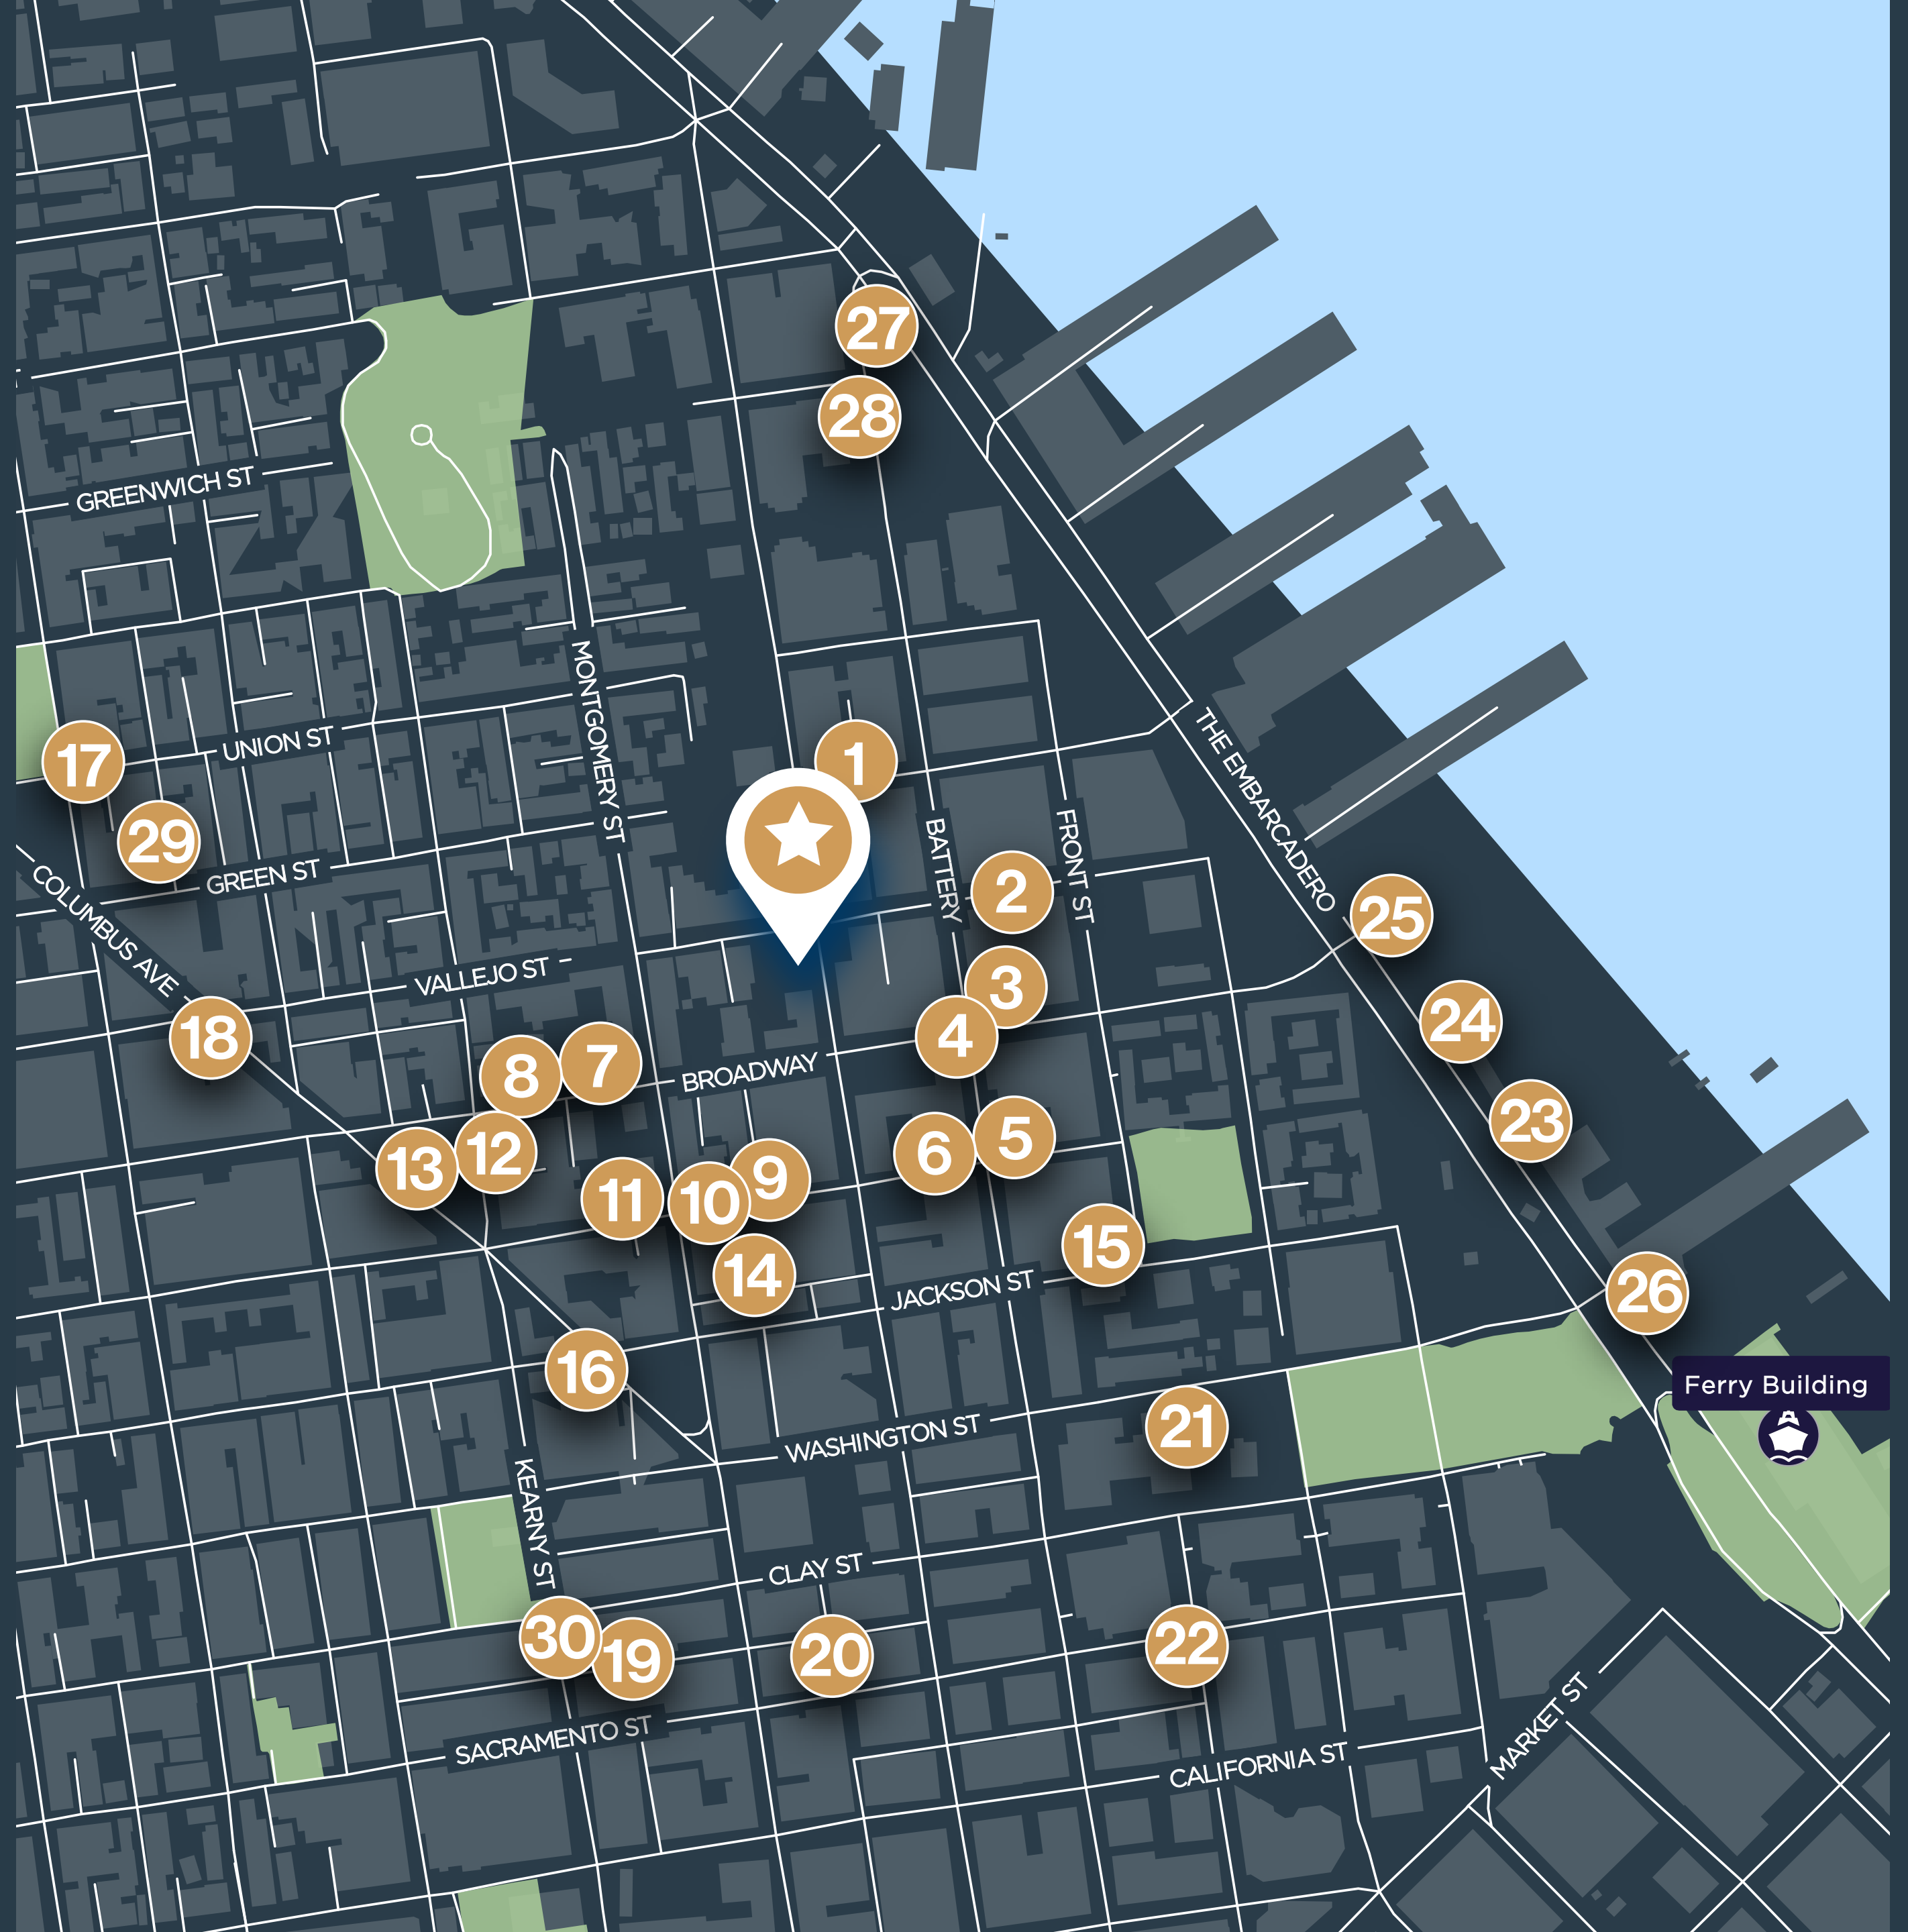 27
28
GREENWICH ST
MONTGOMERY ST
UNION ST
17
1
THE EMBARCADERO
29
GREEN ST
COLUMBUS AVE
BATTERY
FRONT ST
2
25
VALLEJO ST
3
18
4
24
8
7
BROADWAY
23
13
12
11
10
9
6
5
14
15
JACKSON ST
26
16
Ferry Building
21
WASHINGTON ST
KEARNY ST
CLAY ST
30
19
20
22
SACRAMENTO ST
CALIFORNIA ST
MARKET ST